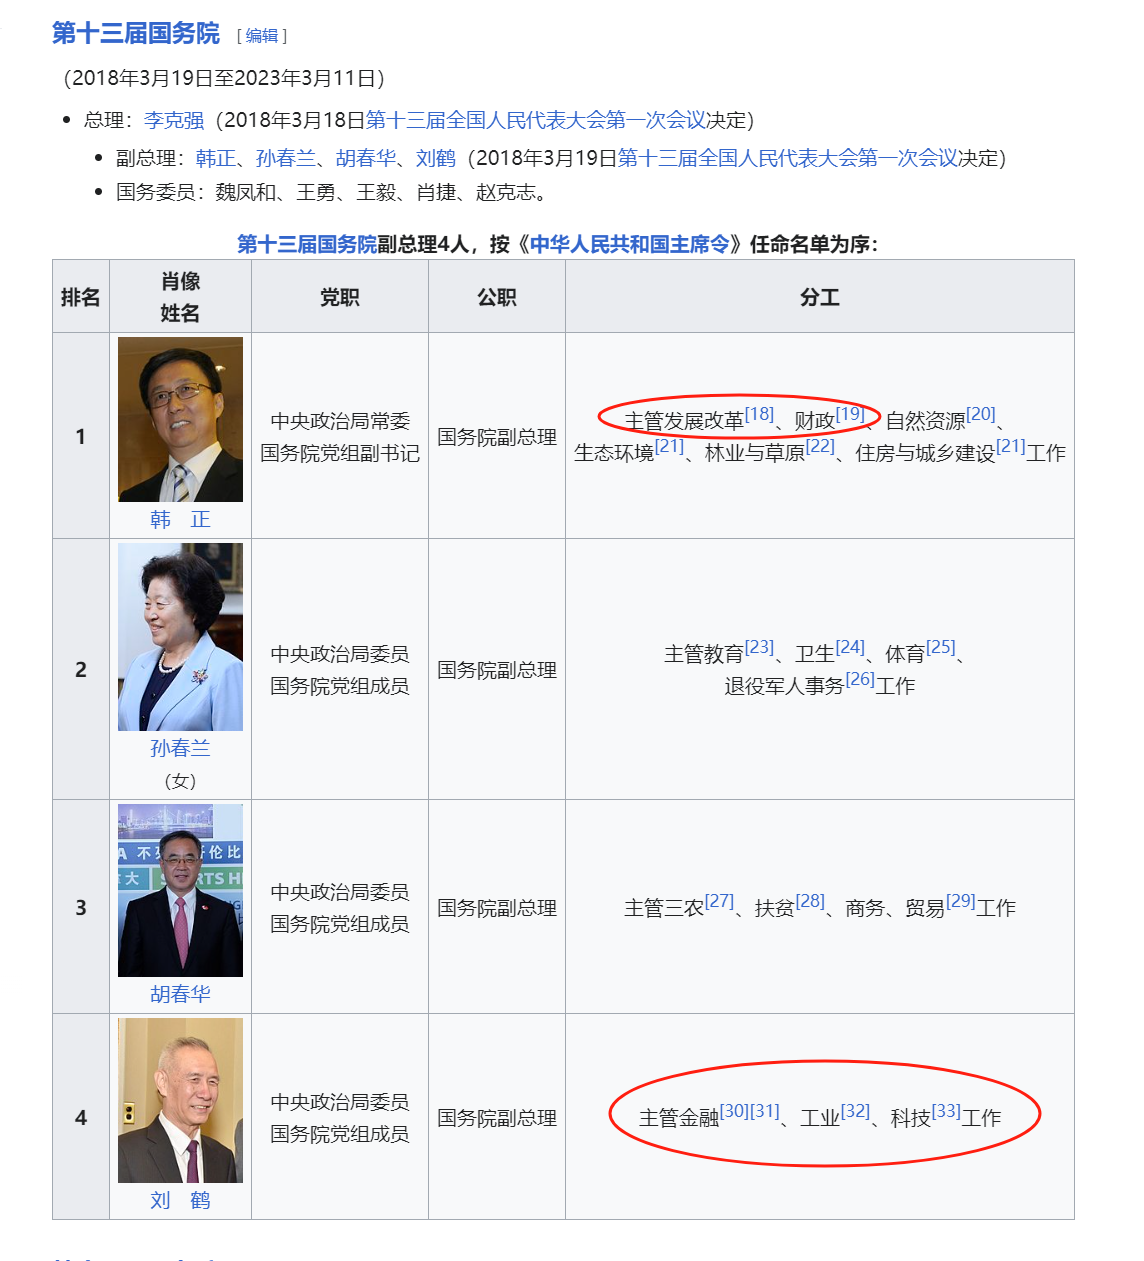 第十三届国务院 [ 编辑 ]
（2018年3月19日至2023年3月11日）
• 总理：李克强（2018年3月18日第十三届全国人民代表大会第一次会议决定）
• 副总理：韩正、孙春兰、胡春华、刘鹤（2018年3月19日第十三届全国人民代表大会第一次会议决定）
• 国务委员：魏凤和、王勇、王毅、肖捷、赵克志。
第十三届国务院副总理4人，按《中华人民共和国主席令》任命名单为序：
排名
肖像
姓名
党职
公职
分工
1
韩 正
中央政治局常委
国务院党组副书记
国务院副总理
主管发展改革[18]、财政[19]、自然资源[20]、
生态环境[21]、林业与草原[22]、住房与城乡建设[21]工作
2
孙春兰
（女）
中央政治局委员
国务院党组成员
国务院副总理
主管教育[23]、卫生[24]、体育[25]、
退役军人事务[26]工作
3
胡春华
中央政治局委员
国务院党组成员
国务院副总理
主管三农[27]、扶贫[28]、商务、贸易[29]工作
4
刘 鹤
中央政治局委员
国务院党组成员
国务院副总理
主管金融[30][31]、工业[32]、科技[33]工作